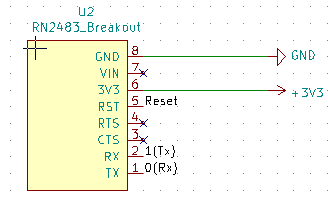 U2
RN2483_Breakout
GND 8 GND
VIN 7
3V3 6 +3V3
RST 5 Reset
RTS 4
CTS 3
RX 2 1(Tx)
TX 1 0(Rx)